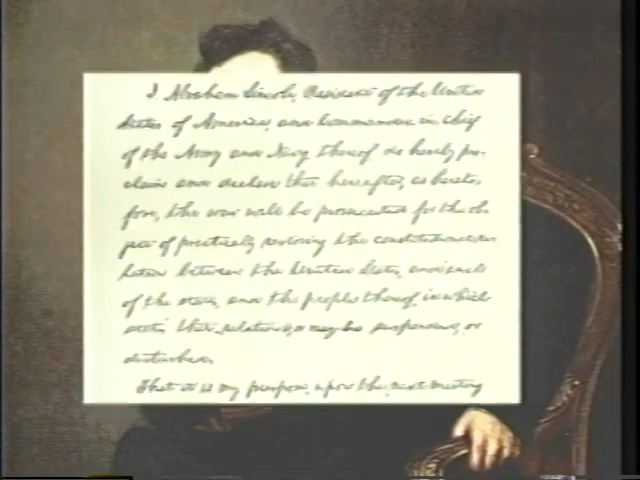 I Abraham Lincoln, President of the United
States of America, and Commander-in-chief
of the Army and Navy thereof do hereby pro-
claim and declare that hereafter, as hereto-
fore, the war will be prosecuted for the ob-
ject of practically restoring the constitutional re-
lation between the United States, and each
of the states, and the people thereof, in which
states that relation is, or may be suspended, or
disturbed.
That it is my purpose, upon the next meeting